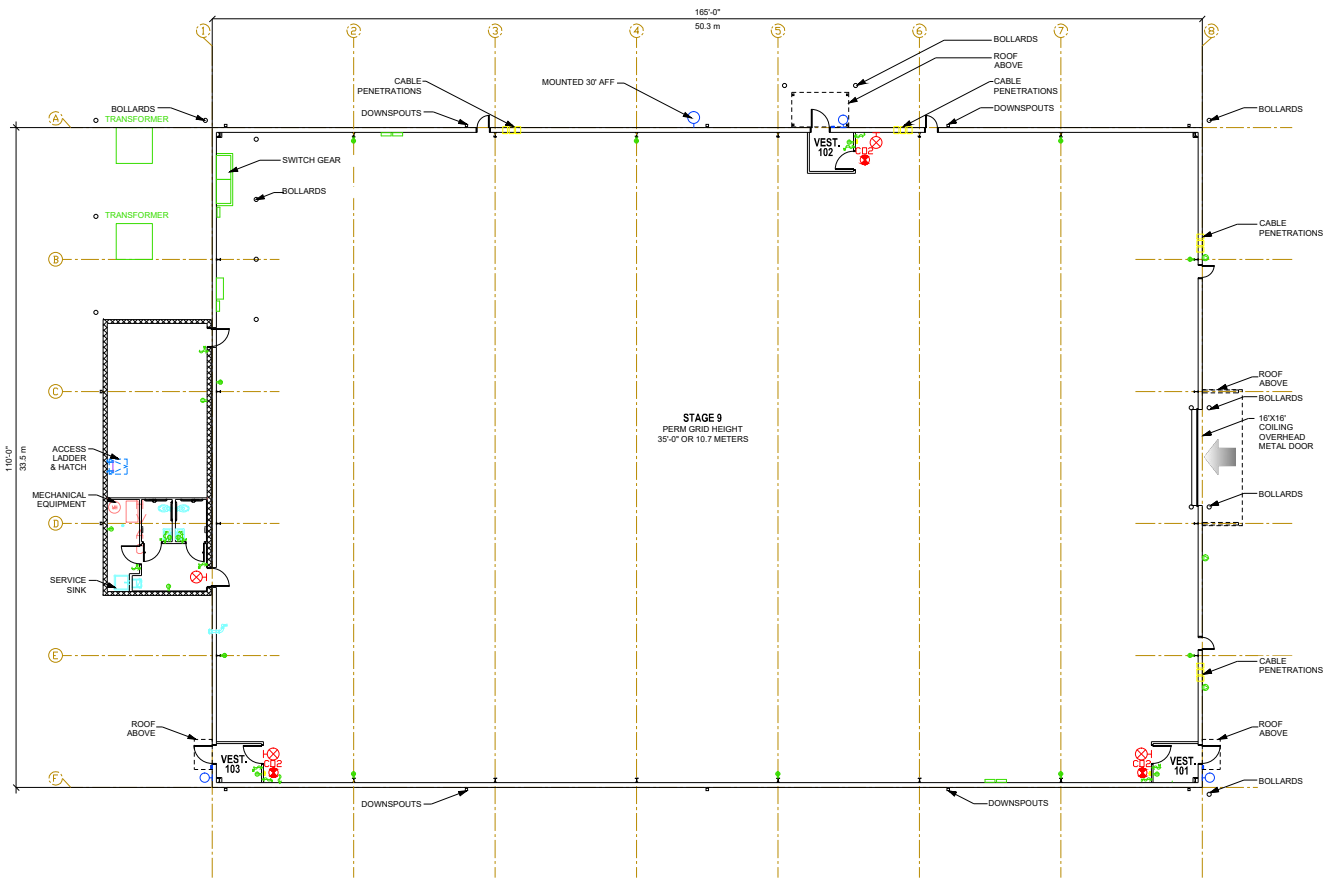 165'-0"
50.3 m
1
2
3
4
5
6
7
8
BOLLARDS
ROOF
ABOVE
CABLE
PENETRATIONS
MOUNTED 30' AFF
CABLE
PENETRATIONS
BOLLARDS
TRANSFORMER
DOWNSPOUTS
DOWNSPOUTS
BOLLARDS
A
VEST.
102
CO2
SWITCH GEAR
BOLLARDS
TRANSFORMER
CABLE
PENETRATIONS
B
ROOF
ABOVE
C
BOLLARDS
STAGE 9
PERM GRID HEIGHT
35'-0" OR 10.7 METERS
16'X16'
COILING
OVERHEAD
METAL DOOR
110'-0"
33.5 m
ACCESS
LADDER
& HATCH
MECHANICAL
EQUIPMENT
BOLLARDS
D
SERVICE
SINK
E
CABLE
PENETRATIONS
ROOF
ABOVE
ROOF
ABOVE
VEST.
103
CO2
CO2
VEST.
101
F
BOLLARDS
DOWNSPOUTS
DOWNSPOUTS